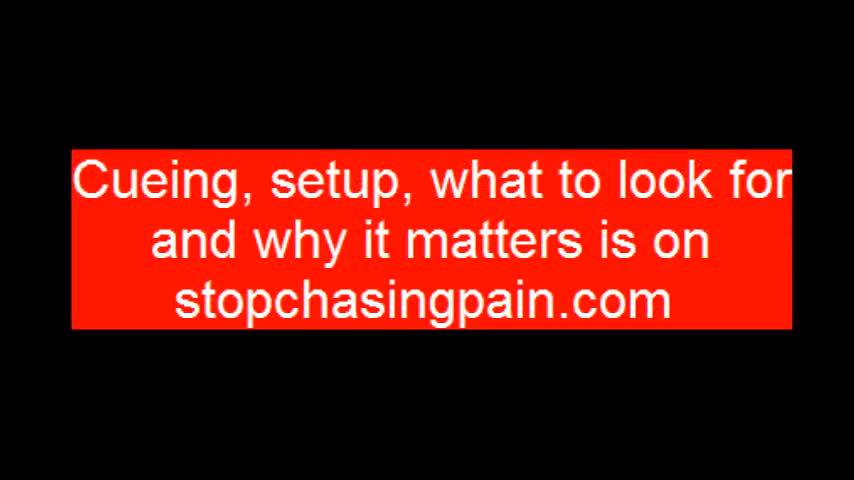 Cueing, setup, what to look for
and why it matters is on
stopchasingpain.com